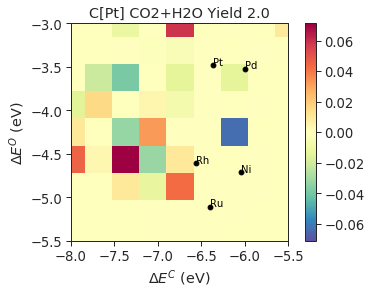 C[Pt] CO2+H2O Yield 2.0
−3.0
−3.5
−4.0
−4.5
−5.0
−5.5
ΔE^O (eV)
Pt
Pd
Rh
Ni
Ru
−8.0
−7.5
−7.0
−6.5
−6.0
−5.5
ΔE^C (eV)
0.06
0.04
0.02
0.00
−0.02
−0.04
−0.06